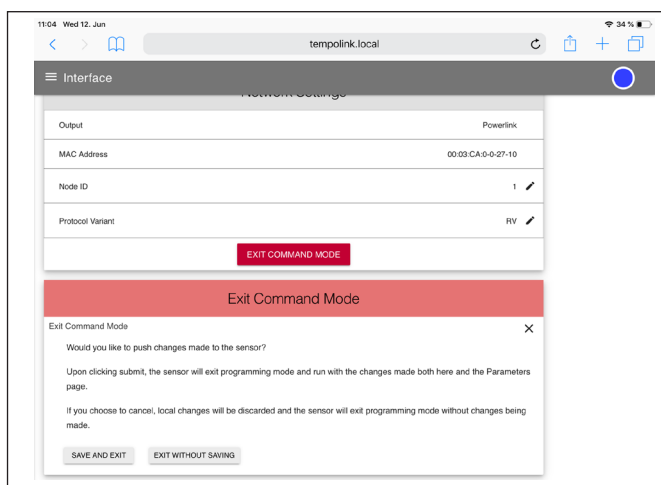 11:04 Wed 12. Jun 34 %
tempolink.local
Interface
Network Settings
Output Powerlink
MAC Address 00:03:CA:0-0-27-10
Node ID 1
Protocol Variant RV
EXIT COMMAND MODE
Exit Command Mode
Exit Command Mode
Would you like to push changes made to the sensor?
Upon clicking submit, the sensor will exit programming mode and run with the changes made both here and the Parameters
page.
If you choose to cancel, local changes will be discarded and the sensor will exit programming mode without changes being
made.
SAVE AND EXIT EXIT WITHOUT SAVING